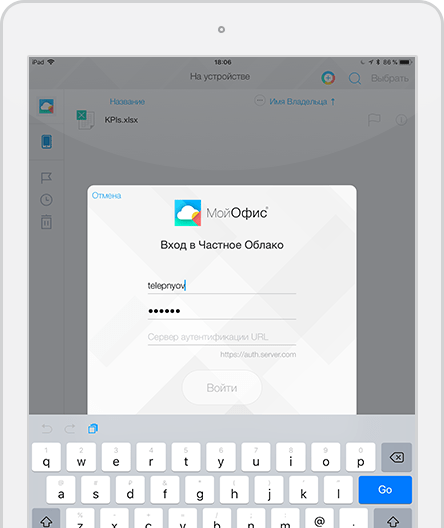 iPad 18:06 86 %
На устройстве Выбрать
Название Имя Владельца ↑
KPIs.xlsx
Отмена
МойОфис®
Вход в Частное Облако
telepnyov
••••••
Сервер аутентификации URL
https://auth.server.com
Войти
1 2 3 4 5 6 7 8 9 0
q w e r t y u i o p
a s d f g h j k l Go
z x c v b n m @ .